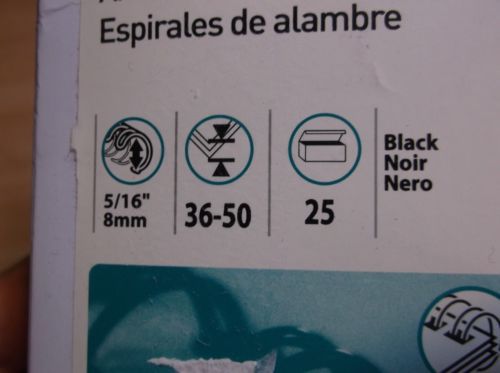 Espirales de alambre
5/16"
8mm
36-50
25
Black
Noir
Nero